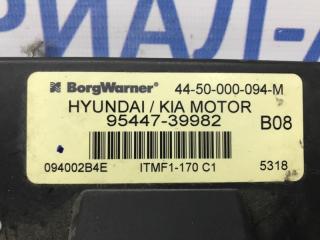 РИАЛ-А
BorgWarner 44-50-000-094-M
HYUNDAI / KIA MOTOR
95447-39982 B08
094002B4E ITMF1-170 C1 5318